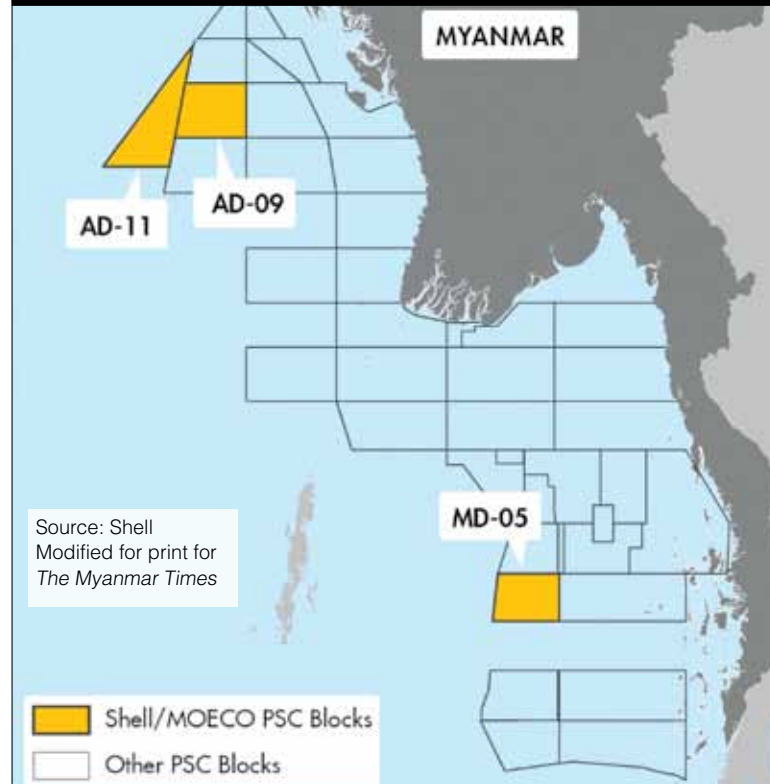 MYANMAR
AD-11
AD-09
MD-05
Source: Shell
Modified for print for
The Myanmar Times
Shell/MOECO PSC Blocks
Other PSC Blocks